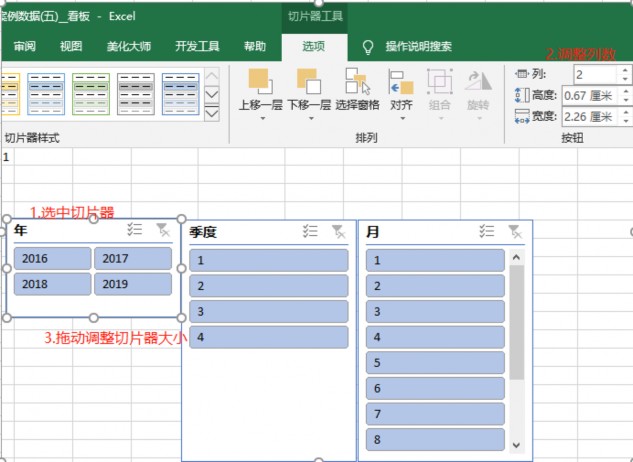 案例数据(五)_看板 - Excel
切片器工具
审阅 视图 美化大师 开发工具 帮助 选项 操作说明搜索
2.调整列数
列: 2
上移一层 下移一层 选择窗格 对齐 组合 旋转
高度: 0.67 厘米
宽度: 2.26 厘米
切片器样式 排列 按钮
1
1.选中切片器
年
2016 2017
2018 2019
季度
1
2
3
4
月
1
2
3
4
5
6
7
8
3.拖动调整切片器大小